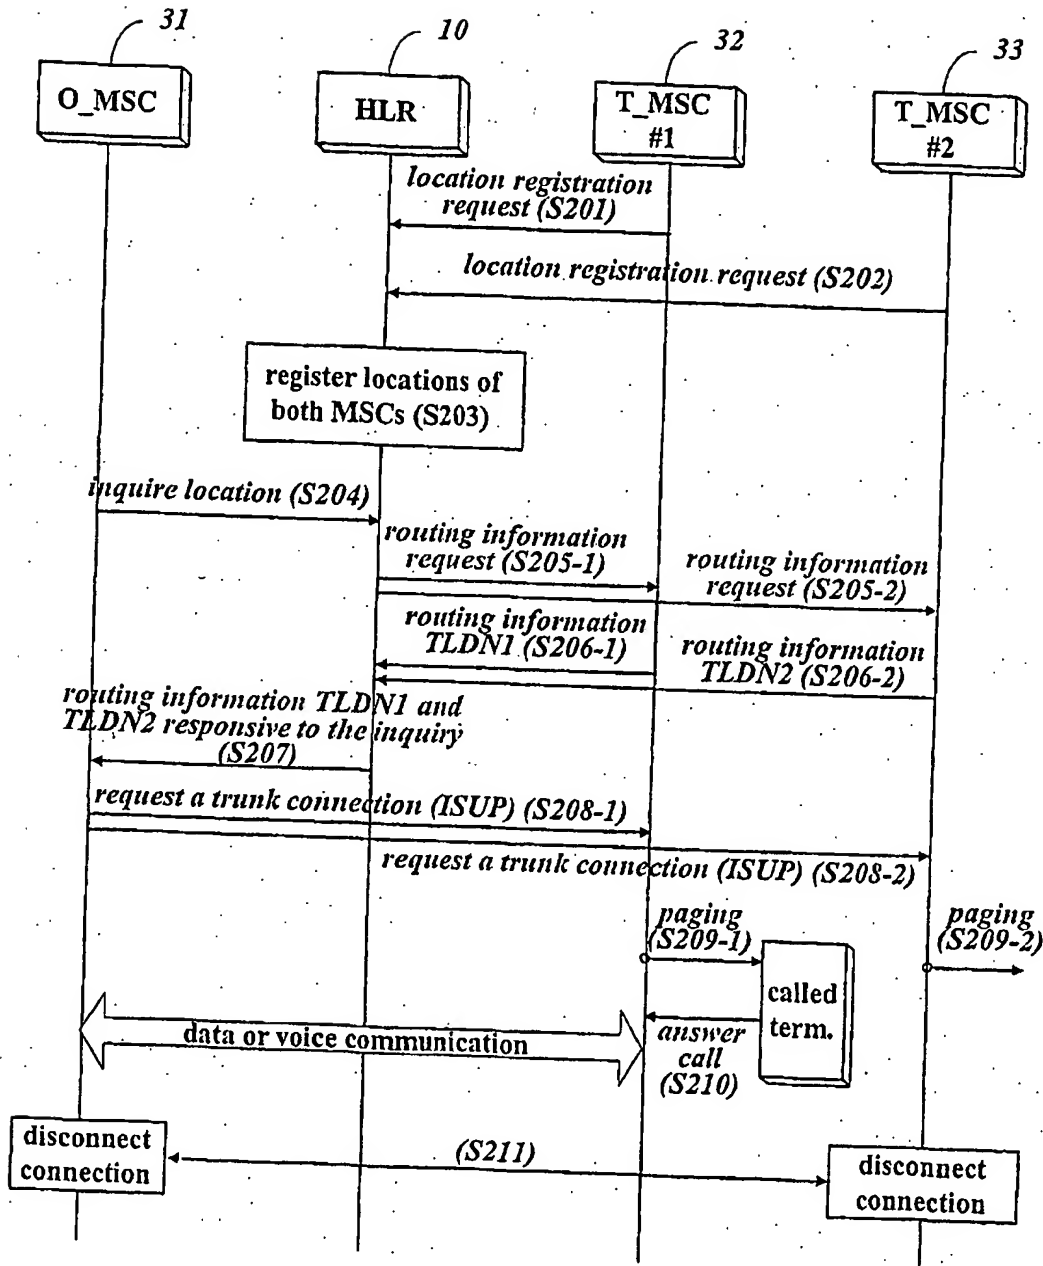 31
10
32
33
O_MSC
HLR
T_MSC
#1
T_MSC
#2
location registration
request (S201)
location registration request (S202)
register locations of
both MSCs (S203)
inquire location (S204)
routing information
request (S205-1)
routing information
request (S205-2)
routing information
TLDN1 (S206-1)
routing information
TLDN2 (S206-2)
routing information TLDN1 and
TLDN2 responsive to the inquiry
(S207)
request a trunk connection (ISUP) (S208-1)
request a trunk connection (ISUP) (S208-2)
paging
(S209-1)
paging
(S209-2)
called
term.
data or voice communication
answer
call
(S210)
disconnect
connection
(S211)
disconnect
connection